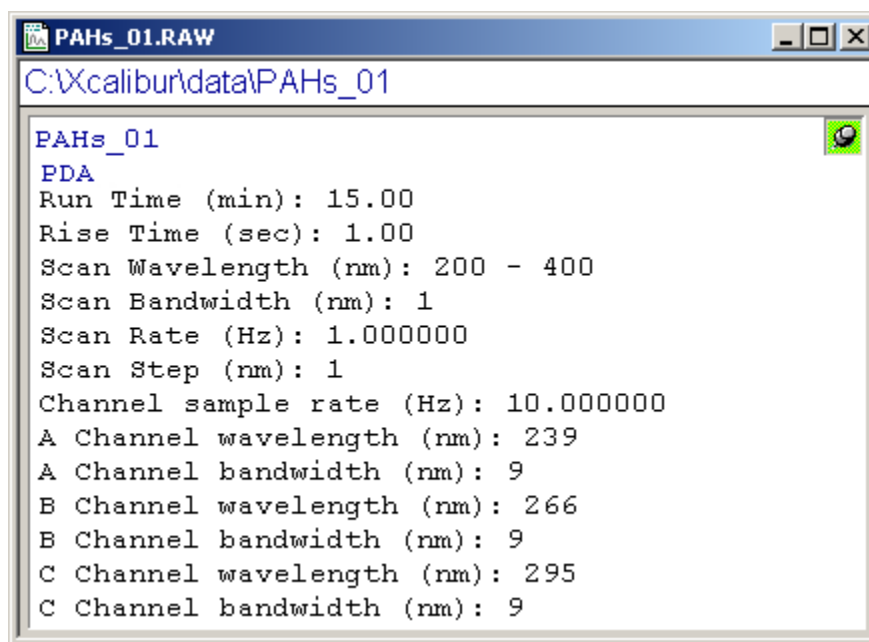 PAHs_01.RAW
C:\Xcalibur\data\PAHs_01
PAHs_01
PDA
Run Time (min): 15.00
Rise Time (sec): 1.00
Scan Wavelength (nm): 200 - 400
Scan Bandwidth (nm): 1
Scan Rate (Hz): 1.000000
Scan Step (nm): 1
Channel sample rate (Hz): 10.000000
A Channel wavelength (nm): 239
A Channel bandwidth (nm): 9
B Channel wavelength (nm): 266
B Channel bandwidth (nm): 9
C Channel wavelength (nm): 295
C Channel bandwidth (nm): 9